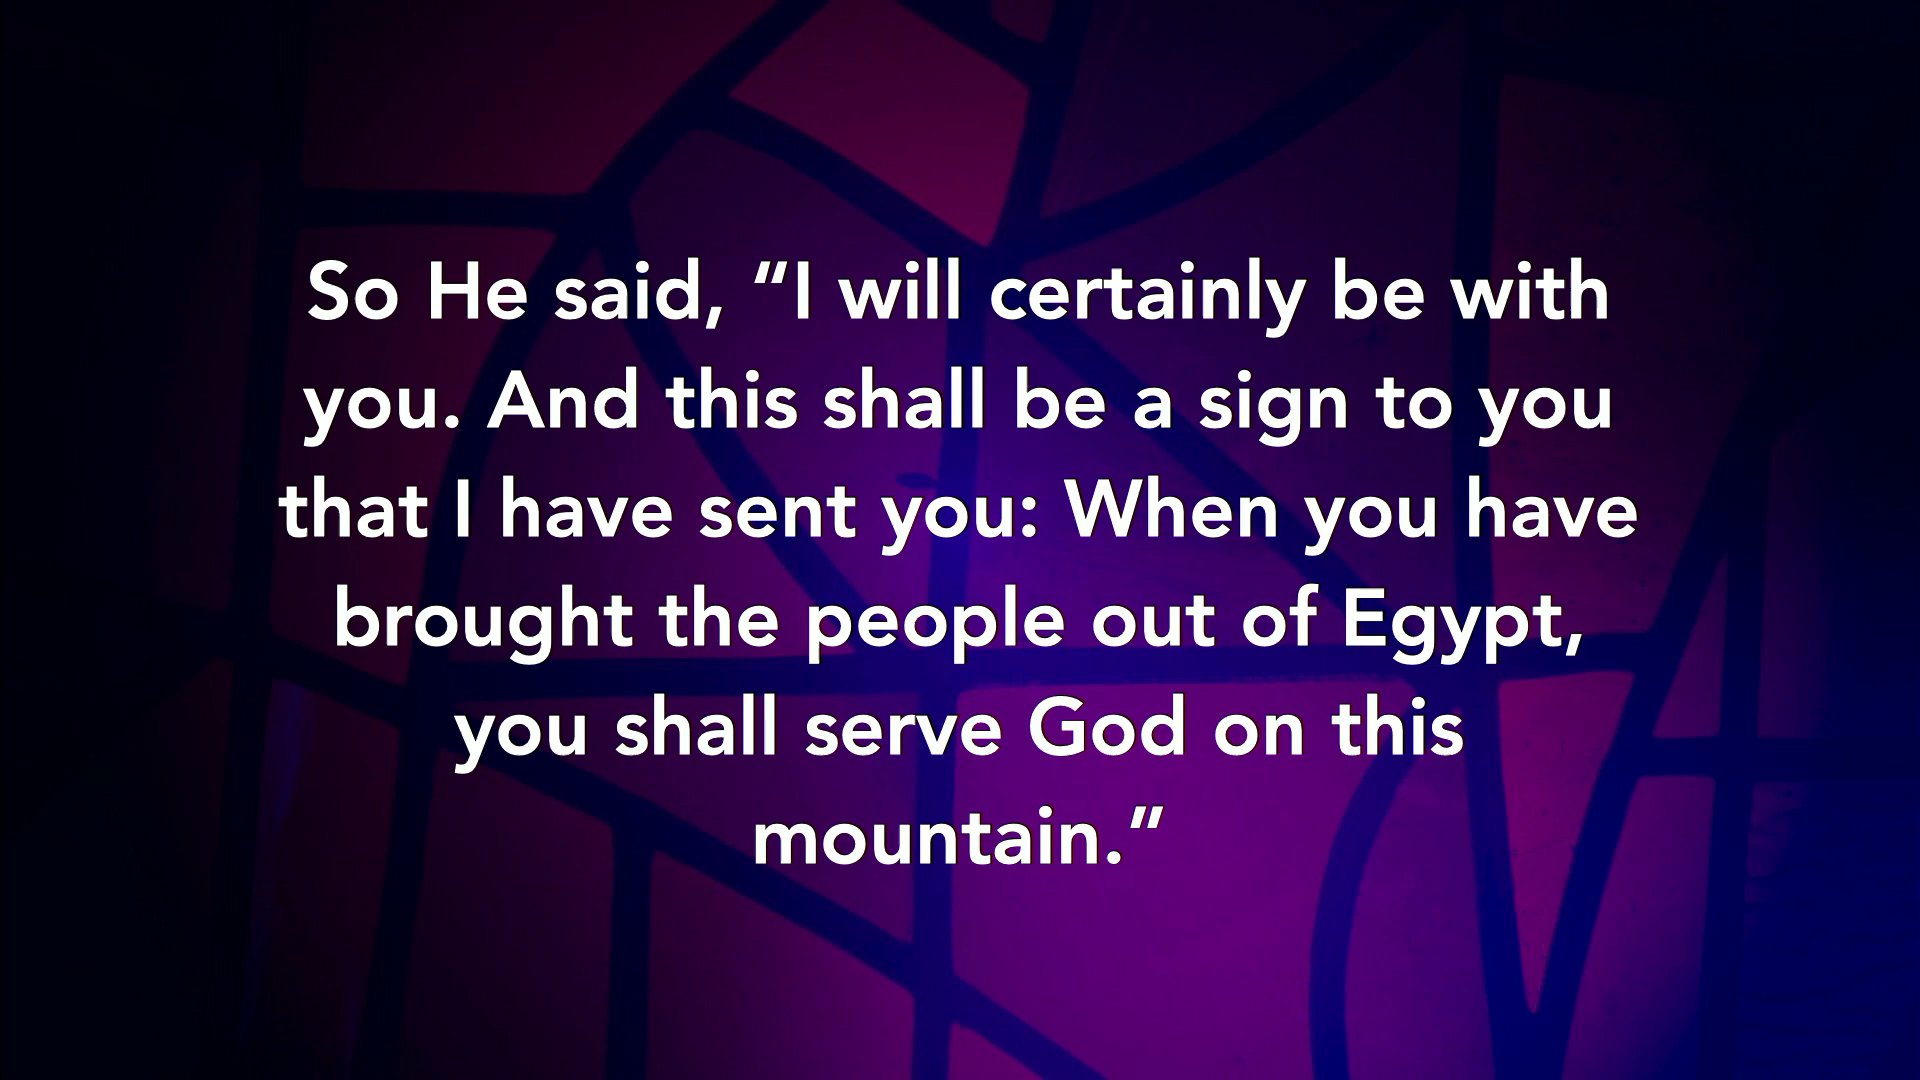 So He said, “I will certainly be with
you. And this shall be a sign to you
that I have sent you: When you have
brought the people out of Egypt,
you shall serve God on this
mountain.”